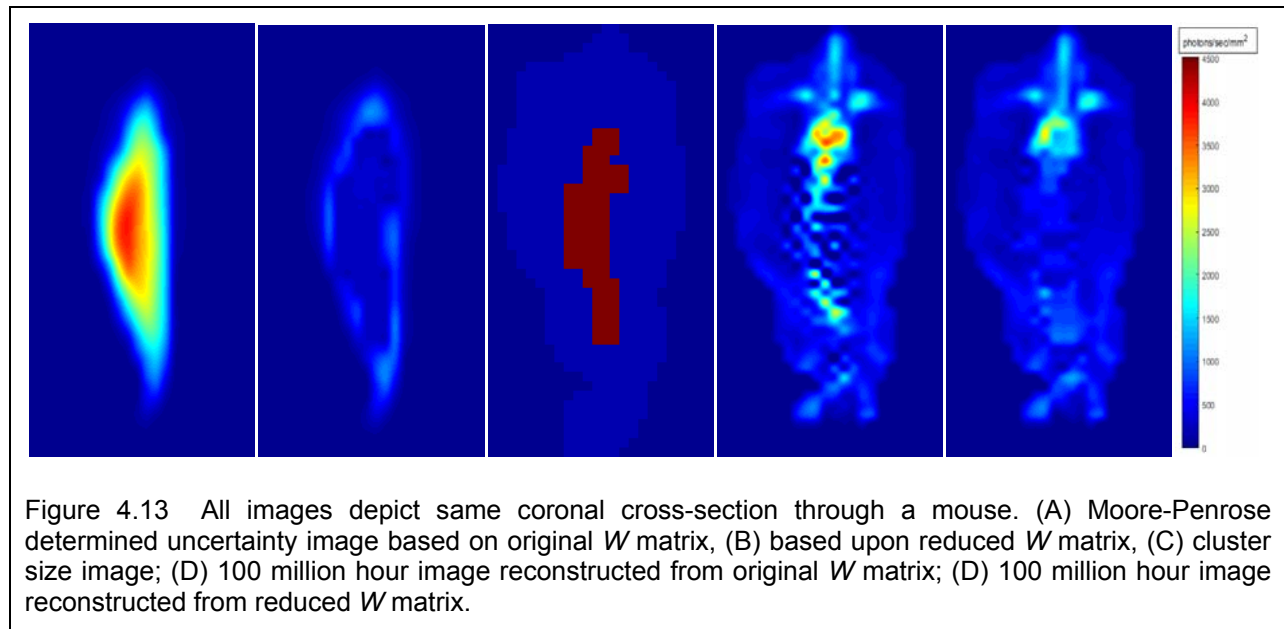 photons/sec/mm²
4500
4000
3500
3000
2500
2000
1500
1000
500
0
Figure 4.13 All images depict same coronal cross-section through a mouse. (A) Moore-Penrose
determined uncertainty image based on original W matrix, (B) based upon reduced W matrix, (C) cluster
size image; (D) 100 million hour image reconstructed from original W matrix; (D) 100 million hour image
reconstructed from reduced W matrix.